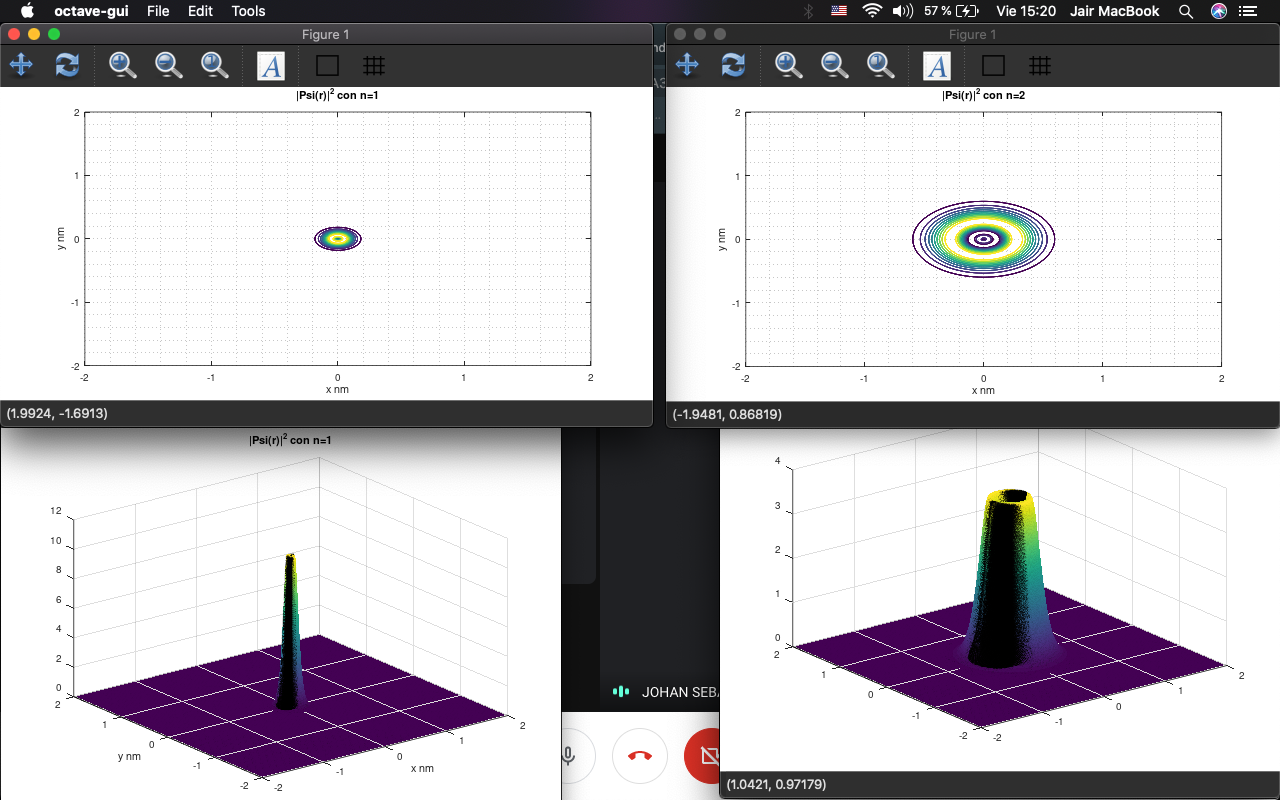 octave-gui File Edit Tools 57 % Vie 15:20 Jair MacBook
Figure 1
A
|Psi(r)|² con n=1
2
1
0
-1
-2
y nm
-2 -1 0 1 2
x nm
(1.9924, -1.6913)
Figure 1
A
|Psi(r)|² con n=2
2
1
0
-1
-2
y nm
-2 -1 0 1 2
x nm
(-1.9481, 0.86819)
|Psi(r)|² con n=1
12
10
8
6
4
2
0
2
1
0
-1
-2
y nm
-2
-1
0
1
2
x nm
JOHAN SEB
4
3
2
1
0
2
1
0
-1
-2
-2
-1
0
1
2
(1.0421, 0.97179)